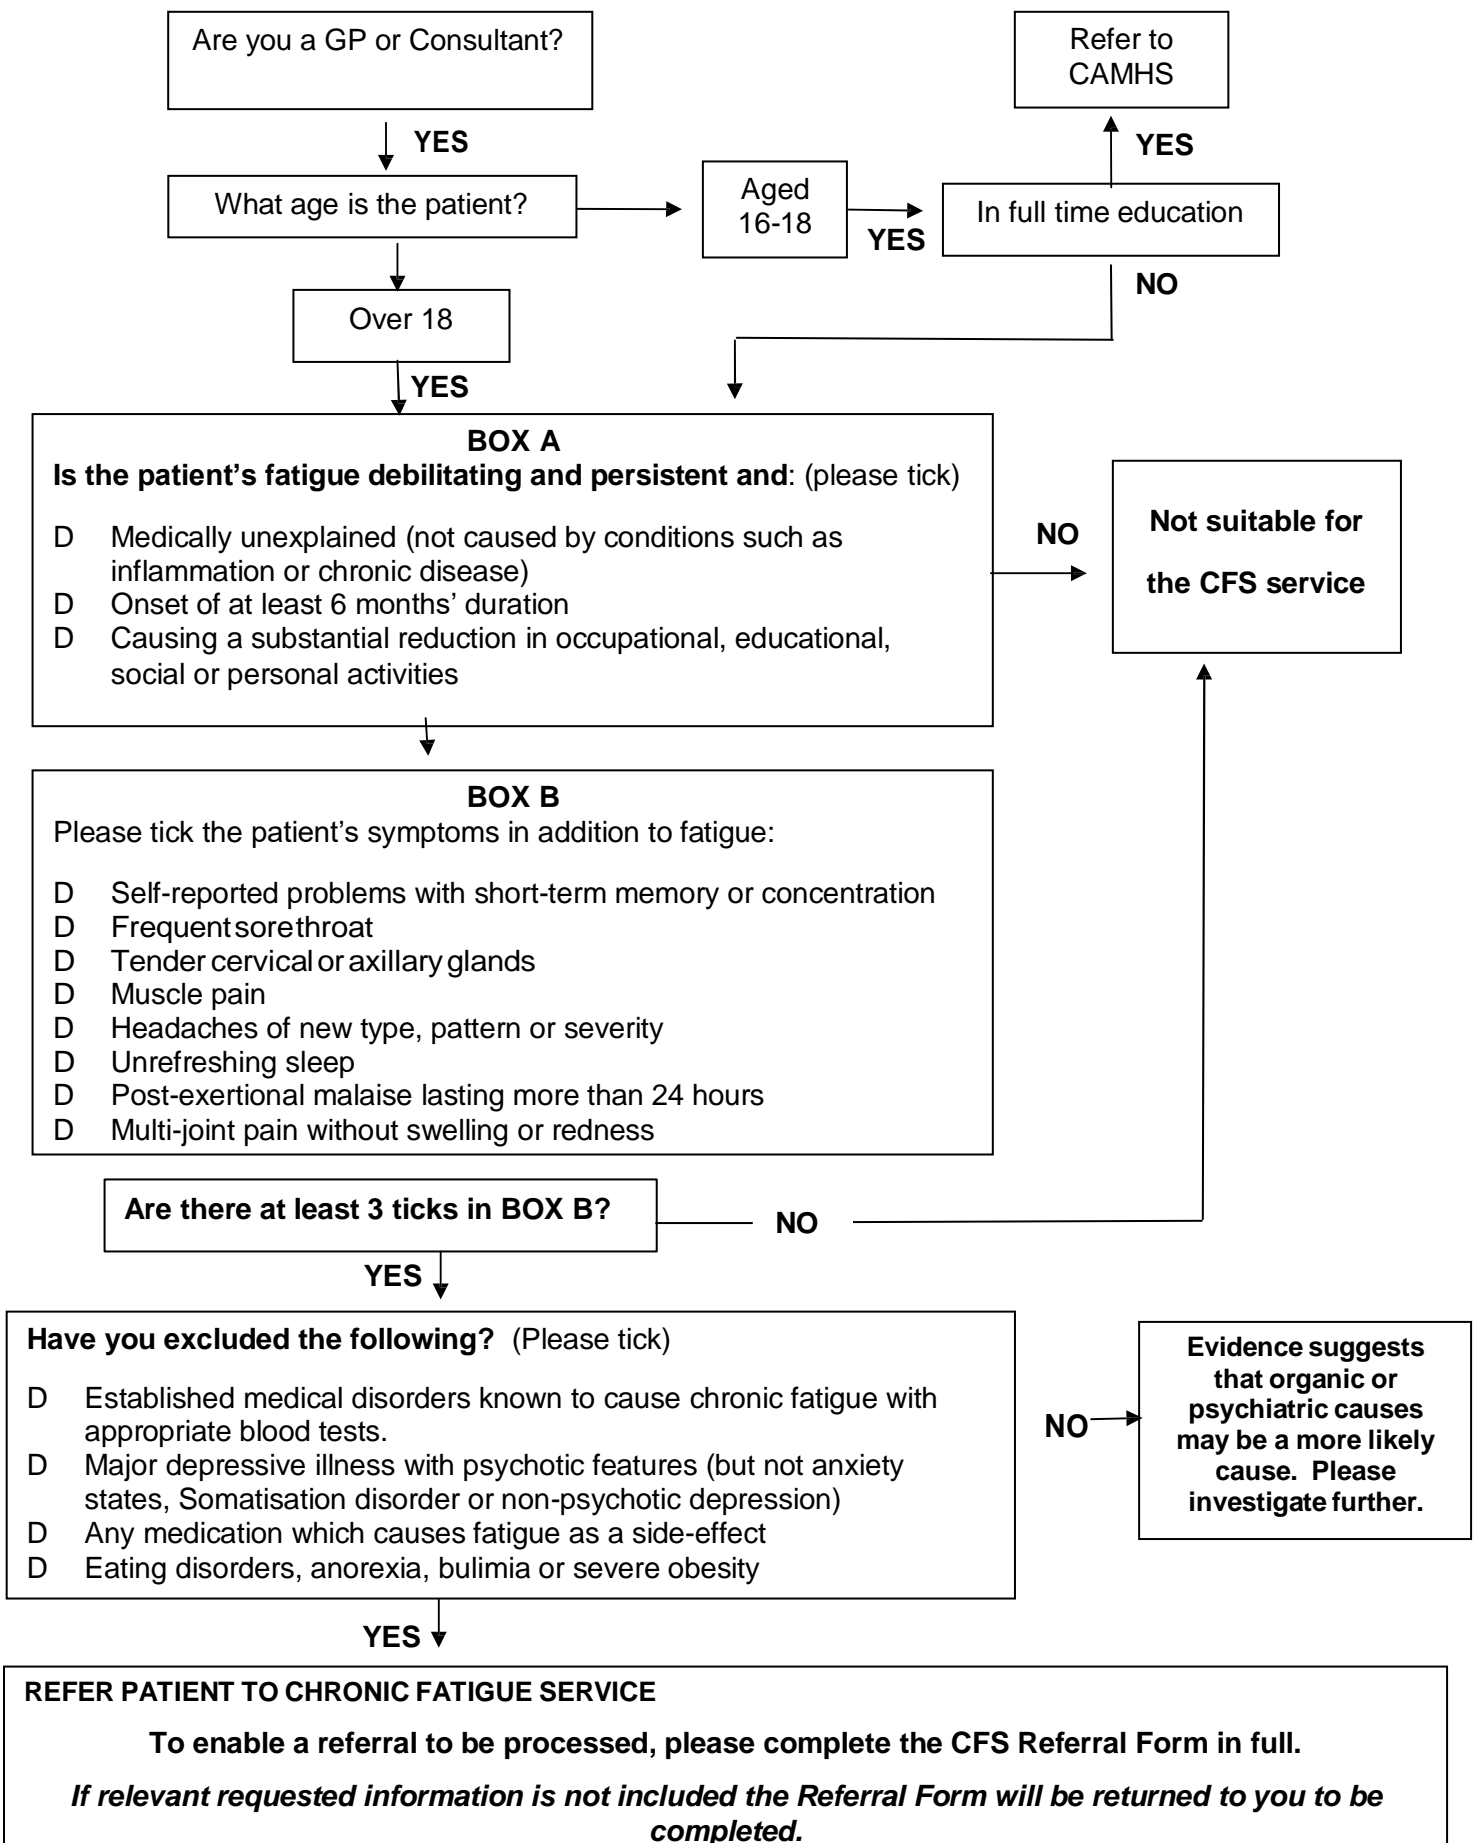 Are you a GP or Consultant?
Refer to
CAMHS
YES
YES
What age is the patient?
Aged
16-18
YES
In full time education
NO
Over 18
YES
BOX A
Is the patient's fatigue debilitating and persistent and: (please tick)
D Medically unexplained (not caused by conditions such as
inflammation or chronic disease)
D Onset of at least 6 months' duration
D Causing a substantial reduction in occupational, educational,
social or personal activities
NO
Not suitable for
the CFS service
BOX B
Please tick the patient's symptoms in addition to fatigue:
D Self-reported problems with short-term memory or concentration
D Frequent sore throat
D Tender cervical or axillary glands
D Muscle pain
D Headaches of new type, pattern or severity
D Unrefreshing sleep
D Post-exertional malaise lasting more than 24 hours
D Multi-joint pain without swelling or redness
Are there at least 3 ticks in BOX B?
NO
YES
Have you excluded the following? (Please tick)
D Established medical disorders known to cause chronic fatigue with
appropriate blood tests.
D Major depressive illness with psychotic features (but not anxiety
states, Somatisation disorder or non-psychotic depression)
D Any medication which causes fatigue as a side-effect
D Eating disorders, anorexia, bulimia or severe obesity
NO
Evidence suggests
that organic or
psychiatric causes
may be a more likely
cause. Please
investigate further.
YES
REFER PATIENT TO CHRONIC FATIGUE SERVICE
To enable a referral to be processed, please complete the CFS Referral Form in full.
If relevant requested information is not included the Referral Form will be returned to you to be
completed.